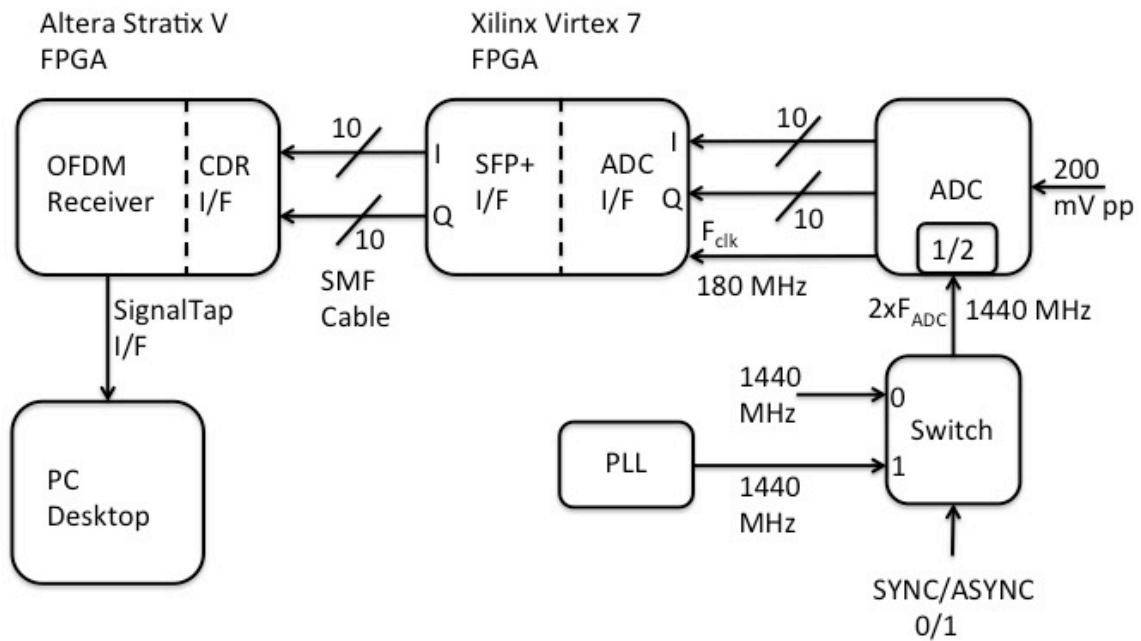 Altera Stratix V
FPGA
Xilinx Virtex 7
FPGA
OFDM
Receiver
CDR
I/F
10
10
I
Q
SMF
Cable
SFP+
I/F
ADC
I/F
I
Q
Fclk
180 MHz
10
10
ADC
1/2
200
mV pp
2xFADC
1440 MHz
SignalTap
I/F
PC
Desktop
PLL
1440
MHz
1440
MHz
0
1
Switch
SYNC/ASYNC
0/1